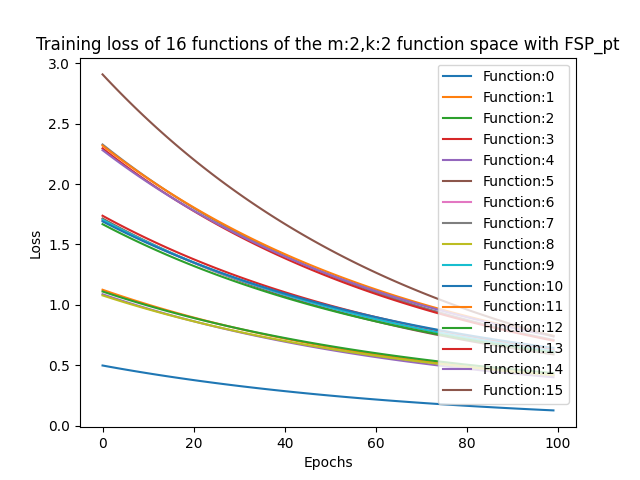 Training loss of 16 functions of the m:2,k:2 function space with FSP_pt
3.0
2.5
2.0
1.5
1.0
0.5
0.0
Loss
0 20 40 60 80 100
Epochs
Function:0
Function:1
Function:2
Function:3
Function:4
Function:5
Function:6
Function:7
Function:8
Function:9
Function:10
Function:11
Function:12
Function:13
Function:14
Function:15